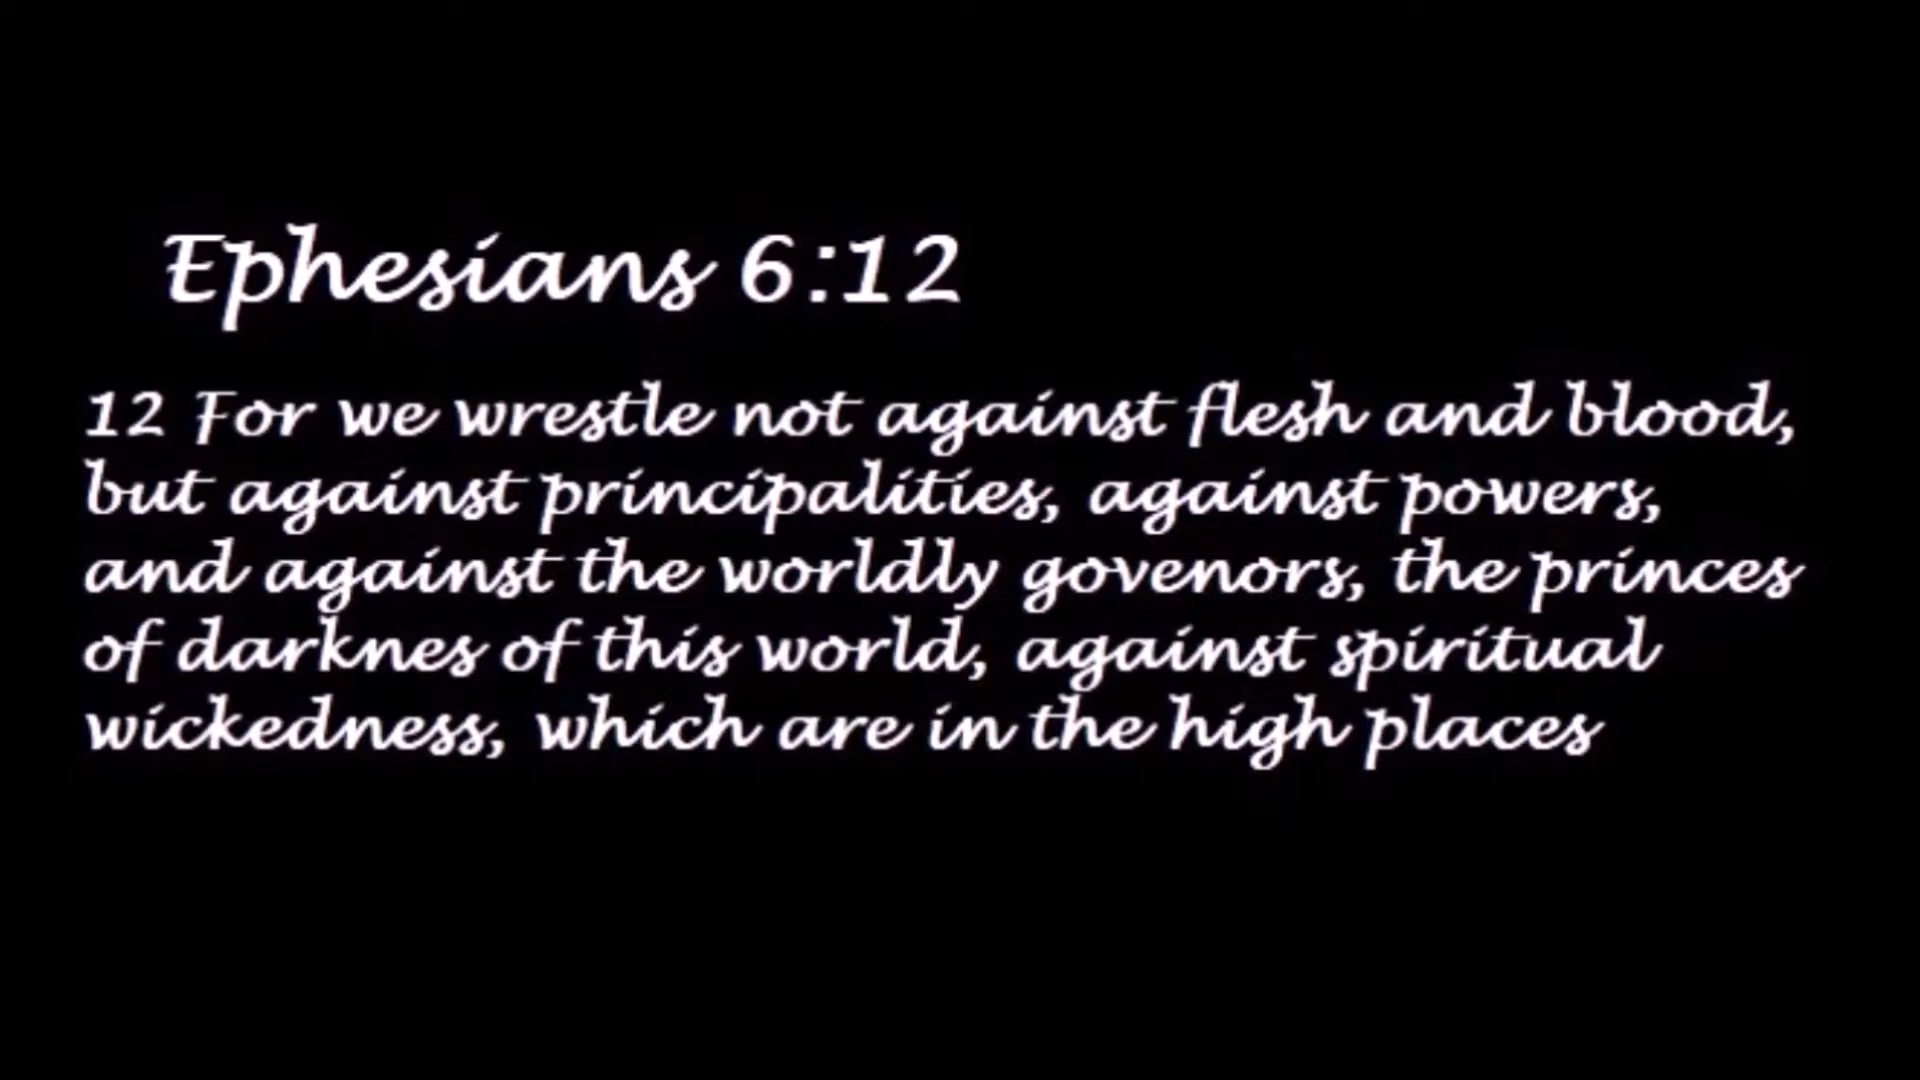 Ephesians 6:12
12 For we wrestle not against flesh and blood,
but against principalities, against powers,
and against the worldly govenors, the princes
of darknes of this world, against spiritual
wickedness, which are in the high places